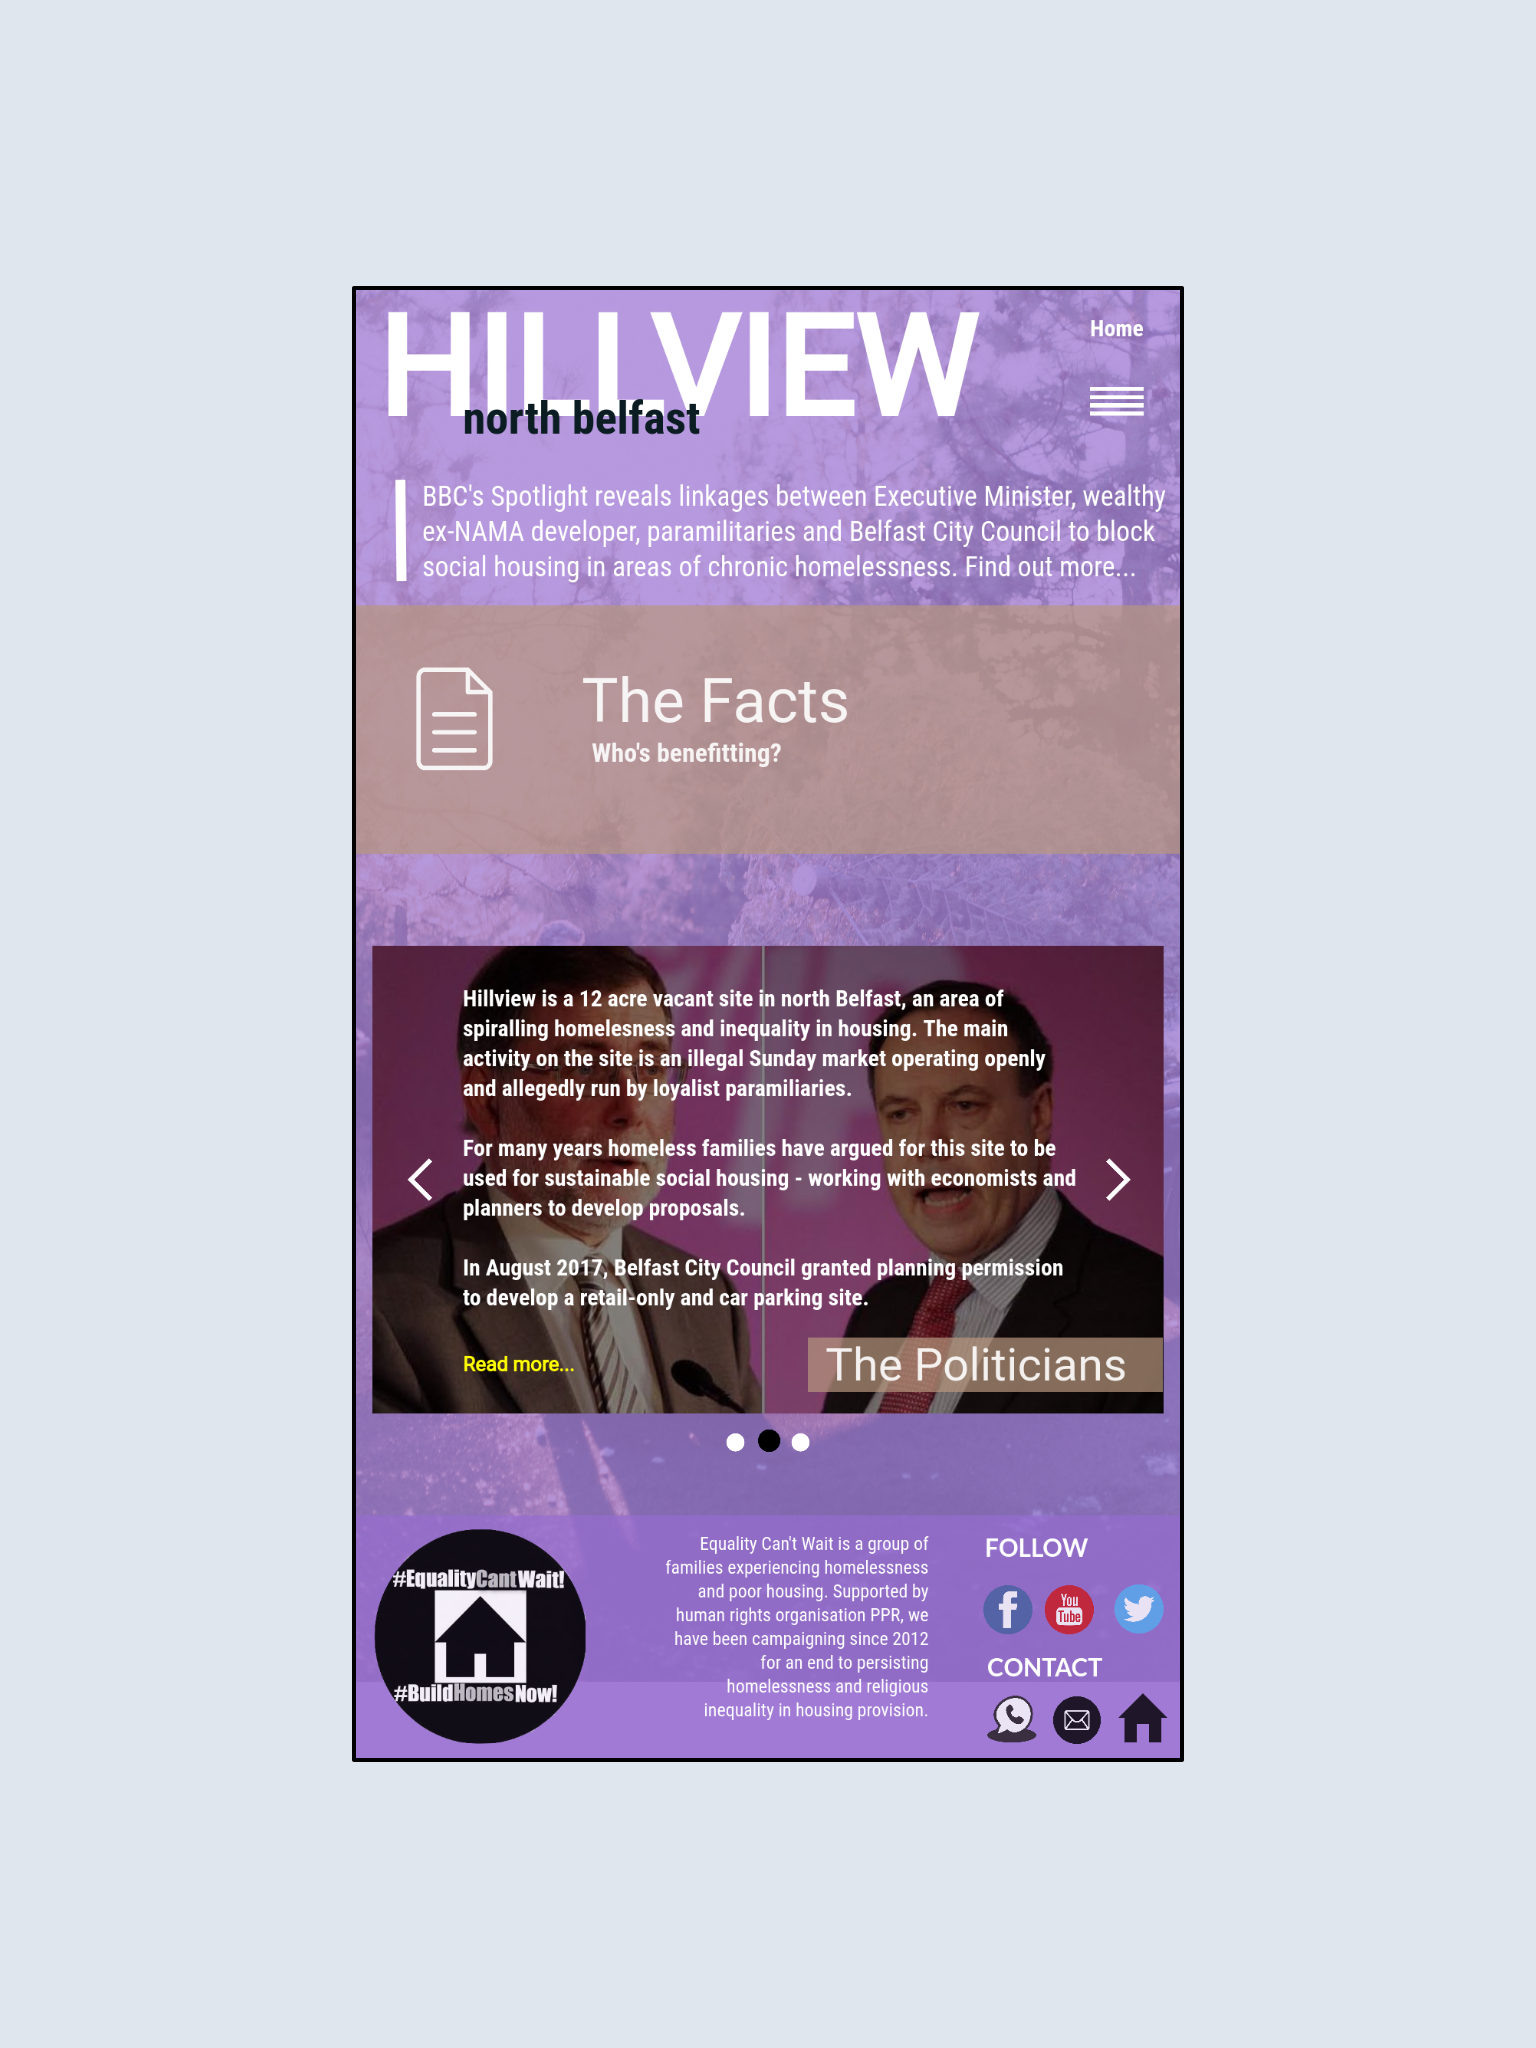 HILLVIEW
north belfast
Home
BBC's Spotlight reveals linkages between Executive Minister, wealthy
ex-NAMA developer, paramilitaries and Belfast City Council to block
social housing in areas of chronic homelessness. Find out more...
The Facts
Who's benefitting?
Hillview is a 12 acre vacant site in north Belfast, an area of
spiralling homelesness and inequality in housing. The main
activity on the site is an illegal Sunday market operating openly
and allegedly run by loyalist paramiliaries.
For many years homeless families have argued for this site to be
used for sustainable social housing - working with economists and
planners to develop proposals.
In August 2017, Belfast City Council granted planning permission
to develop a retail-only and car parking site.
Read more...
The Politicians
#EqualityCantWait!
#BuildHomesNow!
Equality Can't Wait is a group of
families experiencing homelessness
and poor housing. Supported by
human rights organisation PPR, we
have been campaigning since 2012
for an end to persisting
homelessness and religious
inequality in housing provision.
FOLLOW
f
You
Tube
CONTACT